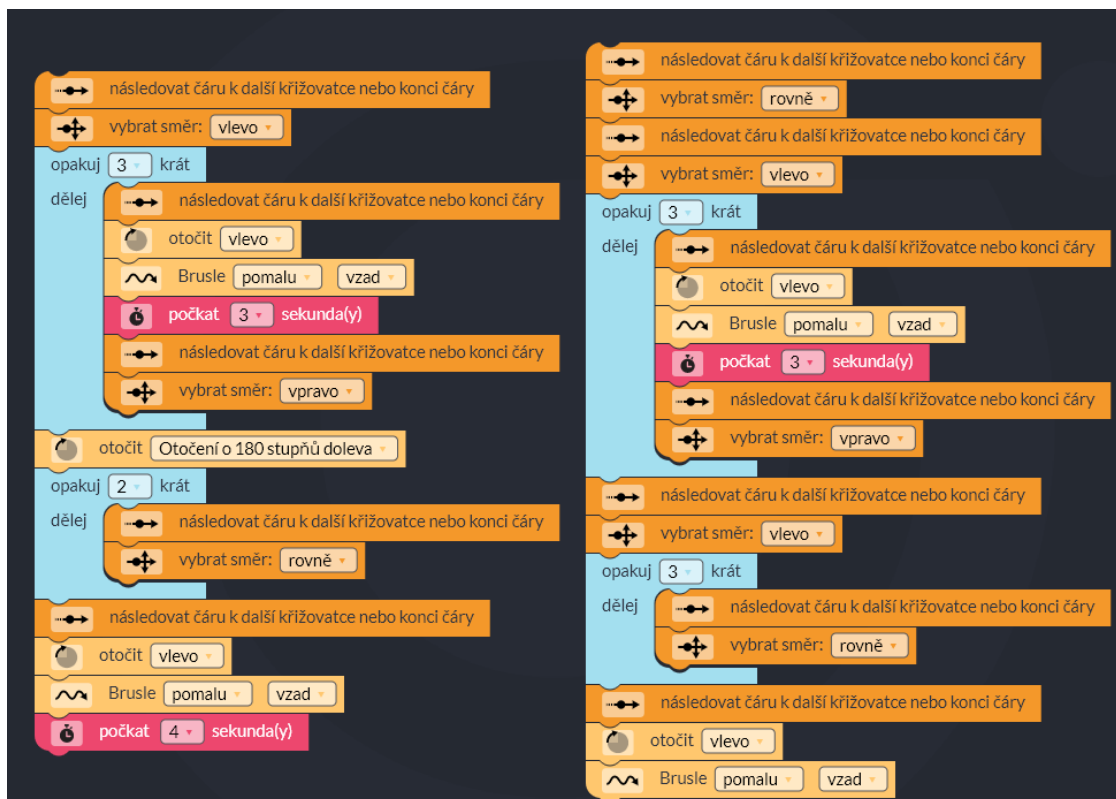 následovat čáru k další křižovatce nebo konci čáry
vybrat směr: vlevo
opakuj 3 krát
dělej následovat čáru k další křižovatce nebo konci čáry
otočit vlevo
Brusle pomalu vzad
počkat 3 sekunda(y)
následovat čáru k další křižovatce nebo konci čáry
vybrat směr: vpravo
otočit Otočení o 180 stupňů doleva
opakuj 2 krát
dělej následovat čáru k další křižovatce nebo konci čáry
vybrat směr: rovně
následovat čáru k další křižovatce nebo konci čáry
otočit vlevo
Brusle pomalu vzad
počkat 4 sekunda(y)
následovat čáru k další křižovatce nebo konci čáry
vybrat směr: rovně
následovat čáru k další křižovatce nebo konci čáry
vybrat směr: vlevo
opakuj 3 krát
dělej následovat čáru k další křižovatce nebo konci čáry
otočit vlevo
Brusle pomalu vzad
počkat 3 sekunda(y)
následovat čáru k další křižovatce nebo konci čáry
vybrat směr: vpravo
následovat čáru k další křižovatce nebo konci čáry
vybrat směr: vlevo
opakuj 3 krát
dělej následovat čáru k další křižovatce nebo konci čáry
vybrat směr: rovně
následovat čáru k další křižovatce nebo konci čáry
otočit vlevo
Brusle pomalu vzad